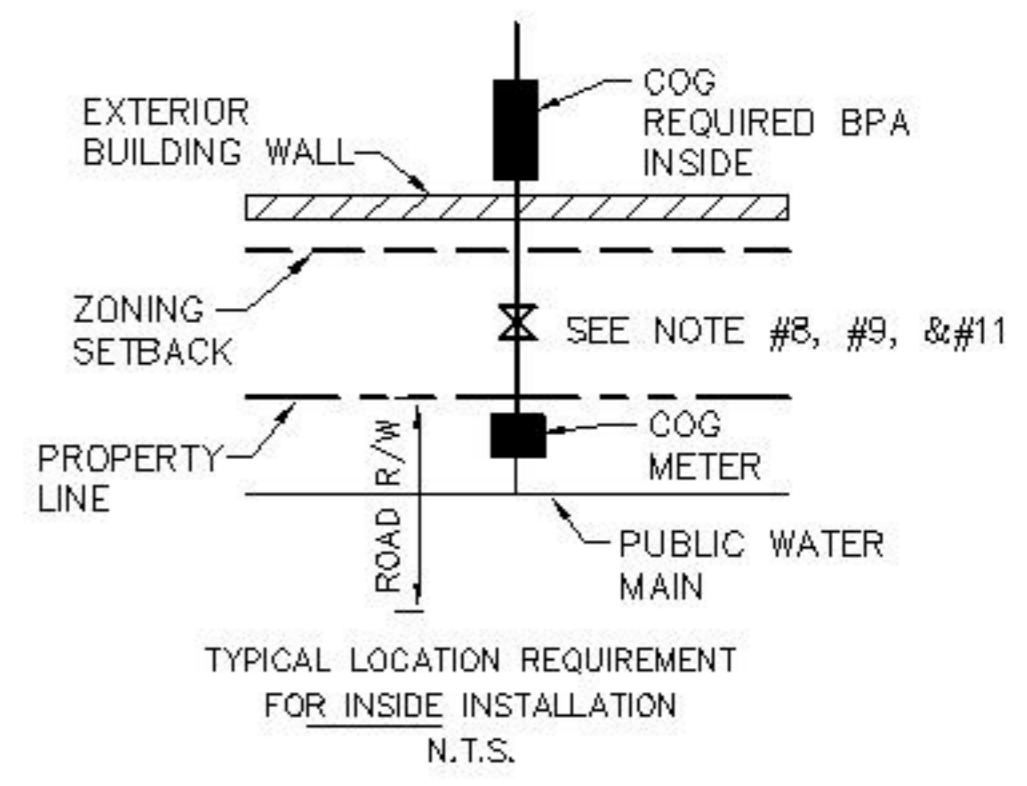 COG
REQUIRED BPA
INSIDE
EXTERIOR
BUILDING WALL
ZONING
SETBACK
SEE NOTE #8, #9, &#11
PROPERTY
LINE
ROAD R/W
COG
METER
PUBLIC WATER
MAIN
TYPICAL LOCATION REQUIREMENT
FOR INSIDE INSTALLATION
N.T.S.